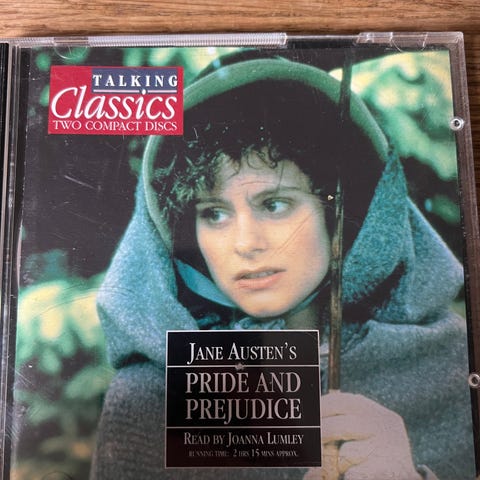 TALKING
Classics
TWO COMPACT DISCS
JANE AUSTEN'S
PRIDE AND
PREJUDICE
READ BY JOANNA LUMLEY
RUNNING TIME: 2 HRS 15 MINS APPROX.